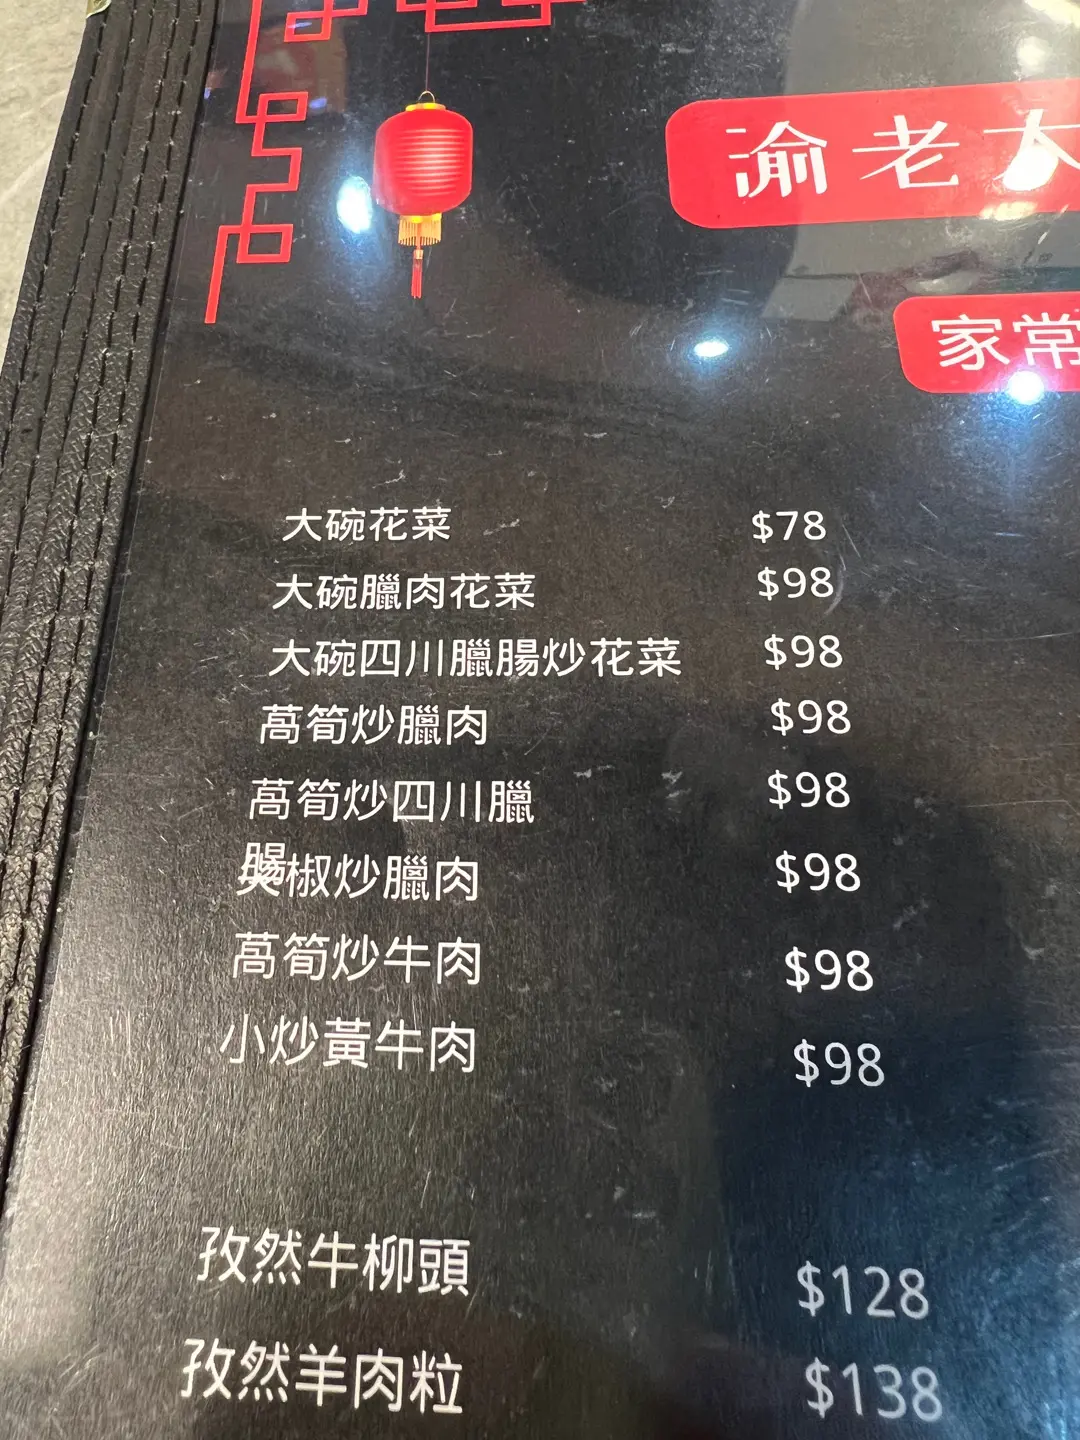 渝老大
家常
大碗花菜 $78
大碗臘肉花菜 $98
大碗四川臘腸炒花菜 $98
萵筍炒臘肉 $98
萵筍炒四川臘 $98
腸
尖椒炒臘肉 $98
萵筍炒牛肉 $98
小炒黃牛肉 $98
孜然牛柳頭 $128
孜然羊肉粒 $138